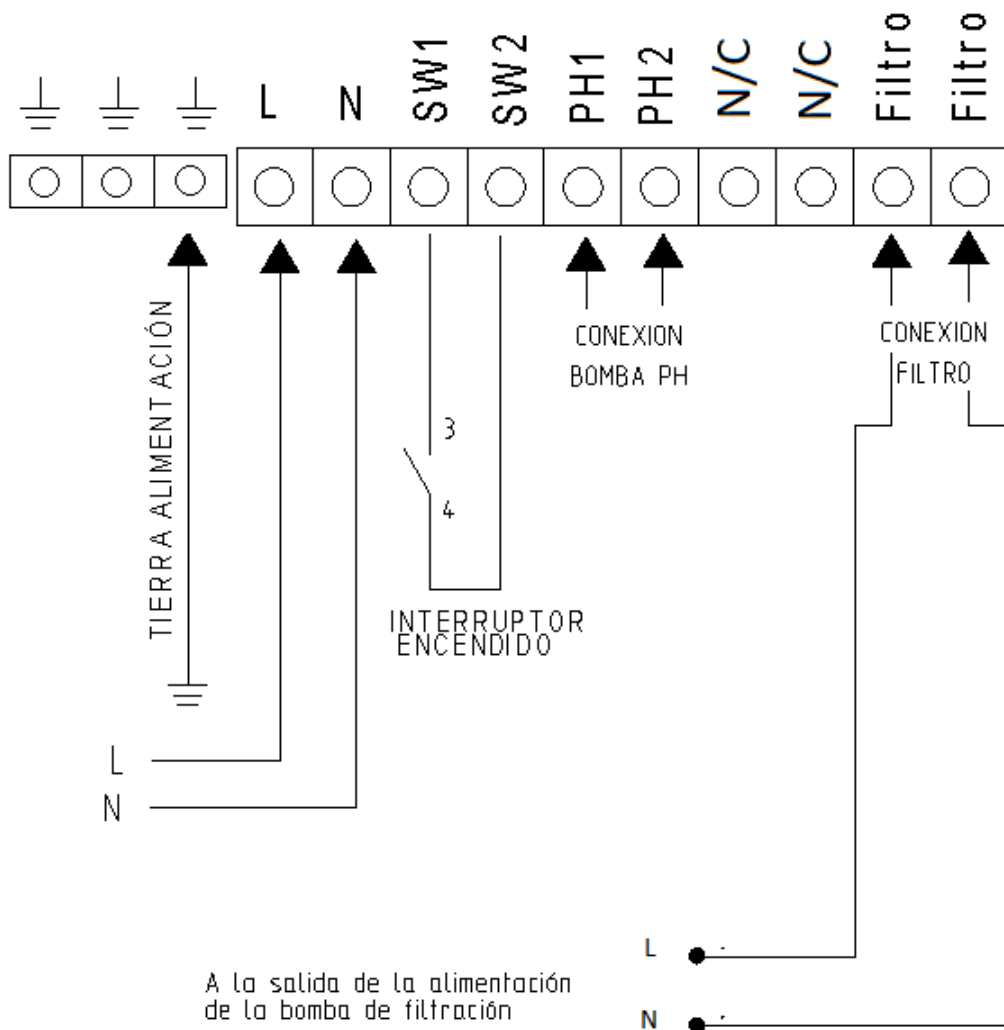 L
N
SW1
SW2
PH1
PH2
N/C
N/C
Filtro
Filtro
TIERRA ALIMENTACIÓN
CONEXION
BOMBA PH
CONEXION
FILTRO
3
4
INTERRUPTOR
ENCENDIDO
L
N
A la salida de la alimentación
de la bomba de filtración
L
N